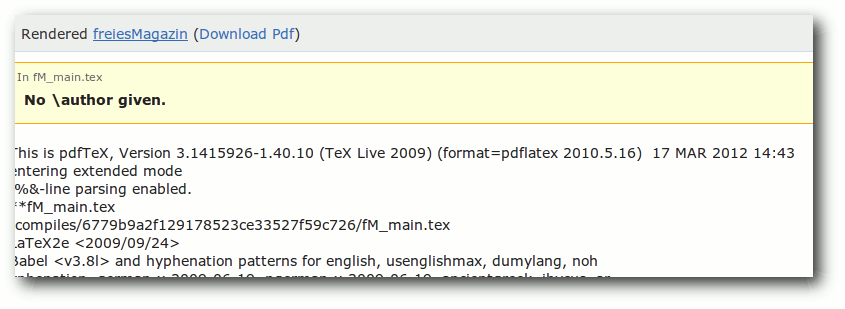 Rendered freiesMagazin (Download Pdf)
In fM_main.tex
No \author given.
This is pdfTeX, Version 3.1415926-1.40.10 (TeX Live 2009) (format=pdflatex 2010.5.16) 17 MAR 2012 14:43
entering extended mode
%&-line parsing enabled.
**fM_main.tex
compiles/6779b9a2f129178523ce33527f59c726/fM_main.tex
LaTeX2e <2009/09/24>
Babel <v3.8l> and hyphenation patterns for english, usenglishmax, dumylang, noh